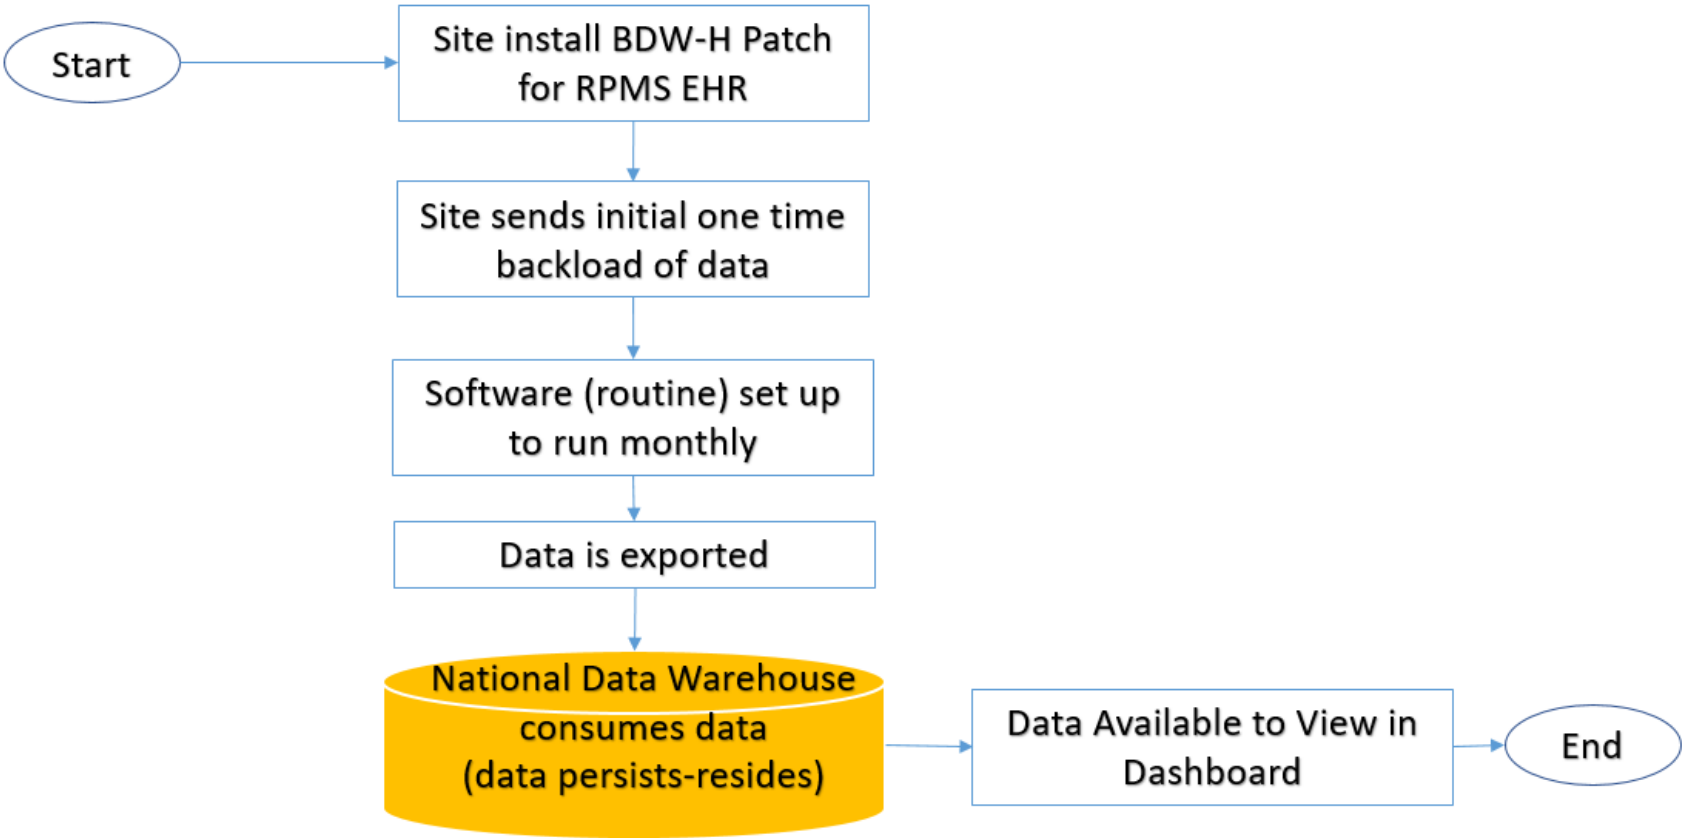 Start
Site install BDW-H Patch
for RPMS EHR
Site sends initial one time
backload of data
Software (routine) set up
to run monthly
Data is exported
National Data Warehouse
consumes data
(data persists-resides)
Data Available to View in
Dashboard
End